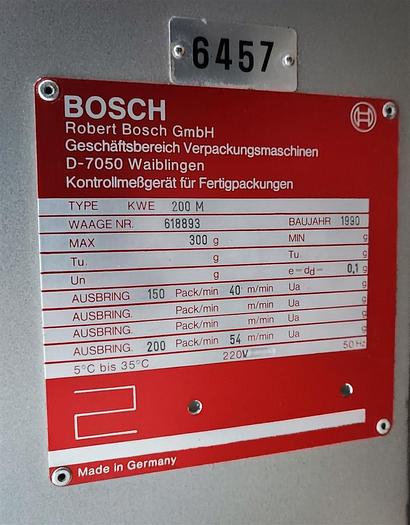 6457
BOSCH
Robert Bosch GmbH
Geschäftsbereich Verpackungsmaschinen
D-7050 Waiblingen
Kontrollmeßgerät für Fertigpackungen
TYPE KWE 200 M
WAAGE NR. 618893 BAUJAHR 1990
MAX 300 g MIN g
Tu. g Tu. g
Un g e=dd= 0,1 g
AUSBRING 150 Pack/min 40 m/min Ua g
AUSBRING. Pack/min m/min Ua g
AUSBRING. Pack/min m/min Ua g
AUSBRING. 200 Pack/min 54 m/min Ua g
5°C bis 35°C 220V 50 Hz
Made in Germany